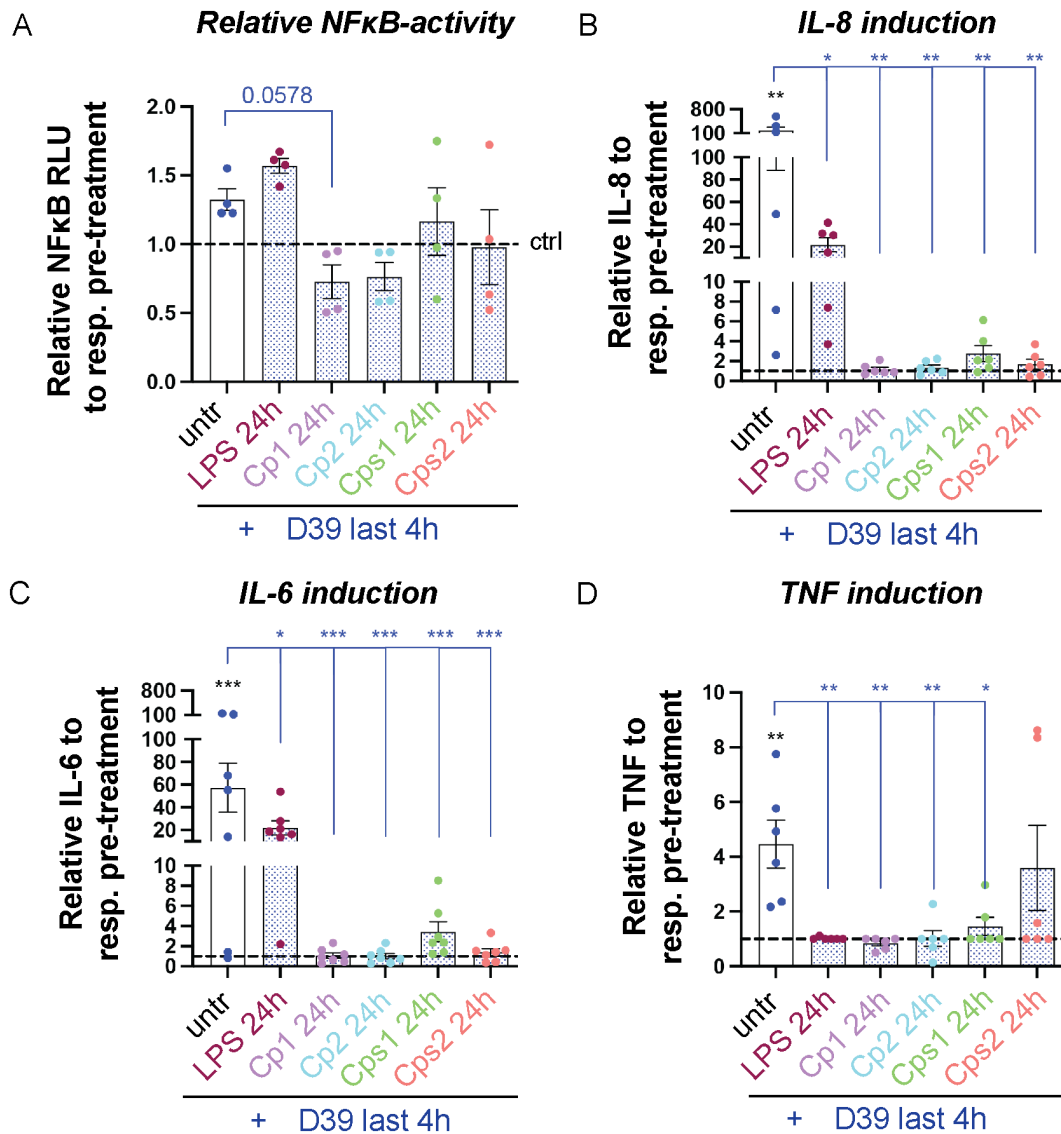 A
Relative NFκB-activity
0.0578
2.0
1.5
1.0
0.5
0.0
ctrl
Relative NFκB RLU
to resp. pre-treatment
untr
LPS 24h
Cp1 24h
Cp2 24h
Cps1 24h
Cps2 24h
+ D39 last 4h
B
IL-8 induction
* ** ** ** **
**
800
100
100
80
60
40
20
10
8
6
4
2
0
Relative IL-8 to
resp. pre-treatment
untr
LPS 24h
Cp1 24h
Cp2 24h
Cps1 24h
Cps2 24h
+ D39 last 4h
C
IL-6 induction
* *** *** *** ***
***
800
100
100
80
60
40
20
10
8
6
4
2
0
Relative IL-6 to
resp. pre-treatment
untr
LPS 24h
Cp1 24h
Cp2 24h
Cps1 24h
Cps2 24h
+ D39 last 4h
D
TNF induction
** ** ** *
**
10
8
6
4
2
0
Relative TNF to
resp. pre-treatment
untr
LPS 24h
Cp1 24h
Cp2 24h
Cps1 24h
Cps2 24h
+ D39 last 4h